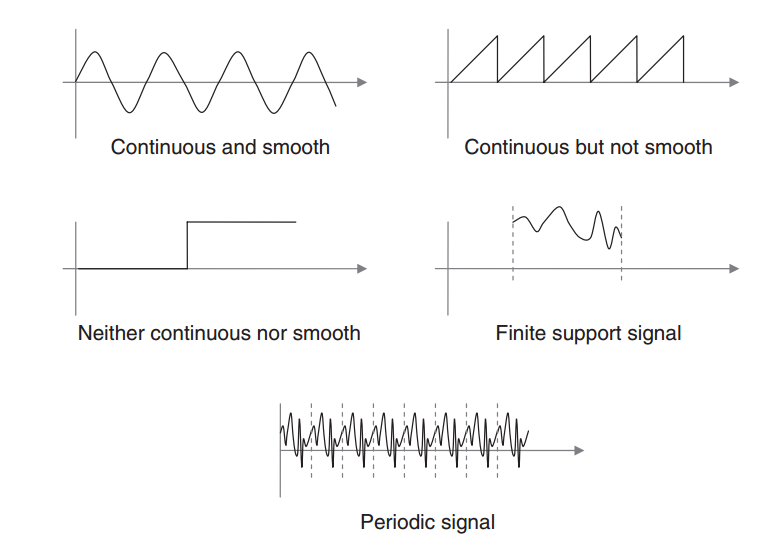 Continuous and smooth
Continuous but not smooth
Neither continuous nor smooth
Finite support signal
Periodic signal